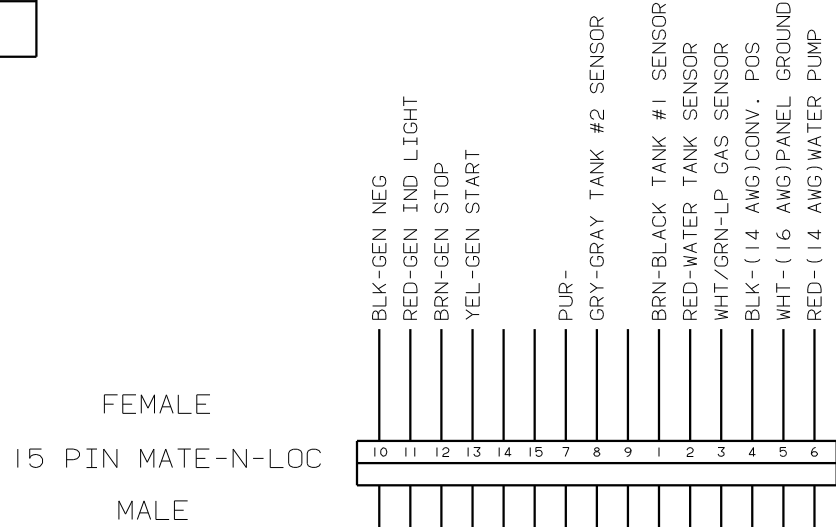 BLK-GEN NEG
RED-GEN IND LIGHT
BRN-GEN STOP
YEL-GEN START
PUR-
GRY-GRAY TANK #2 SENSOR
BRN-BLACK TANK #1 SENSOR
RED-WATER TANK SENSOR
WHT/GRN-LP GAS SENSOR
BLK-(14 AWG)CONV. POS
WHT-(16 AWG)PANEL GROUND
RED-(14 AWG)WATER PUMP
FEMALE
15 PIN MATE-N-LOC
MALE
10 11 12 13 14 15 7 8 9 1 2 3 4 5 6